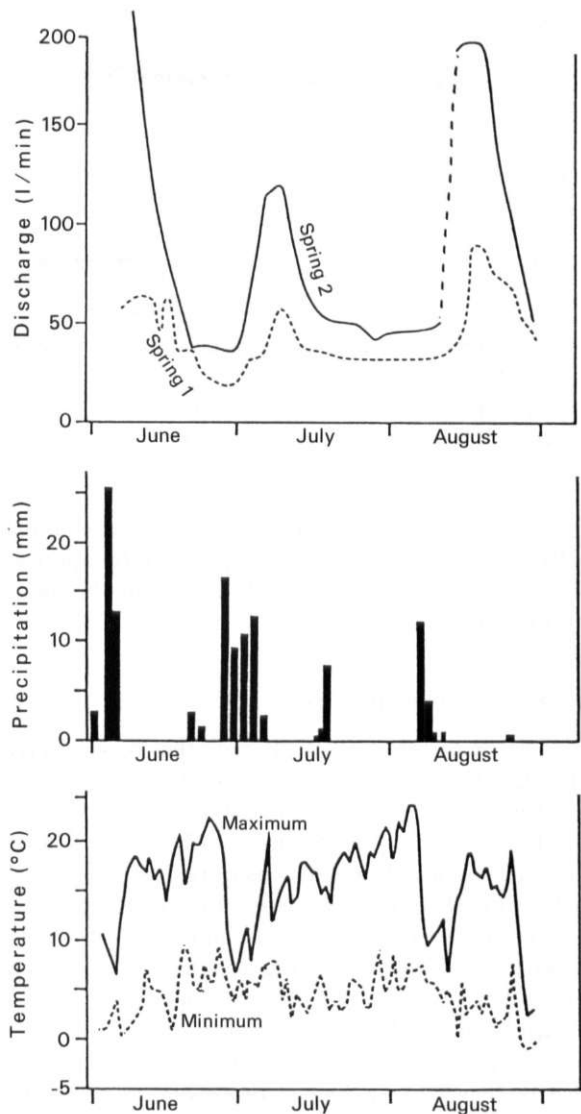 200
150
100
50
0
Discharge (l/min)
Spring 2
Spring 1
June July August
20
10
0
Precipitation (mm)
June July August
20
10
0
-5
Temperature (°C)
Maximum
Minimum
June July August